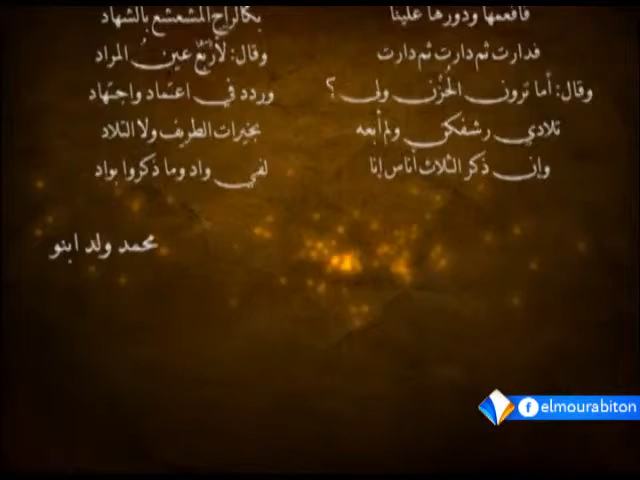 فأفعمها ودورها علينا بكالراح المشعشع بالشهاد
فدارت ثم دارت ثم دارت وقال: لأربع عين المراد
وقال: أما ترون الحزن ولى ؟ وردد في اعتماد واجتهاد
تلادي رشفكن ولم أبعه بخيرات الطريف ولا التلاد
وإن ذكر الثلاث أناس إنا لفي واد وما ذكروا بواد
محمد ولد ابنو
elmourabiton